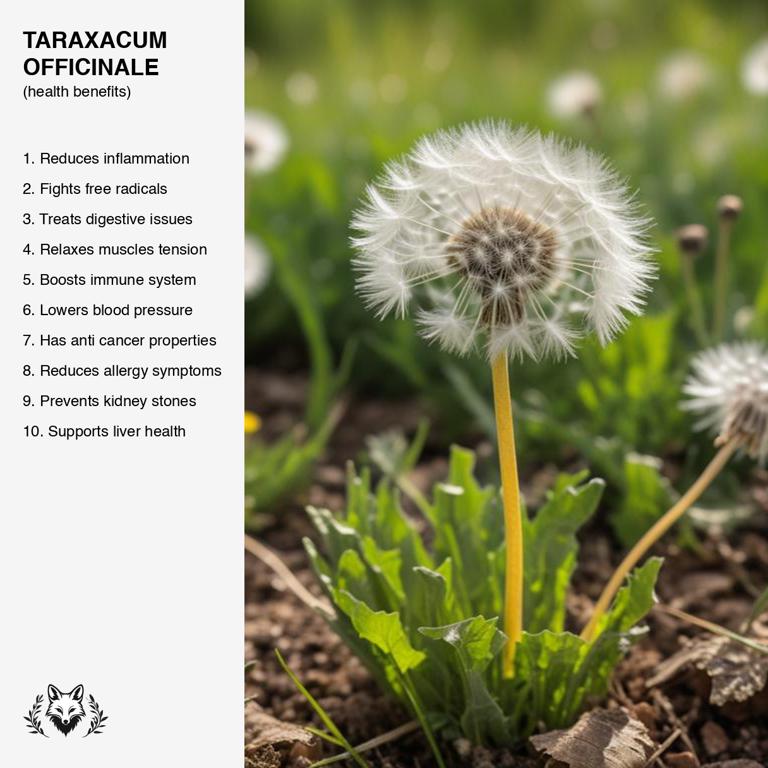 TARAXACUM
OFFICINALE
(health benefits)
1. Reduces inflammation
2. Fights free radicals
3. Treats digestive issues
4. Relaxes muscles tension
5. Boosts immune system
6. Lowers blood pressure
7. Has anti cancer properties
8. Reduces allergy symptoms
9. Prevents kidney stones
10. Supports liver health